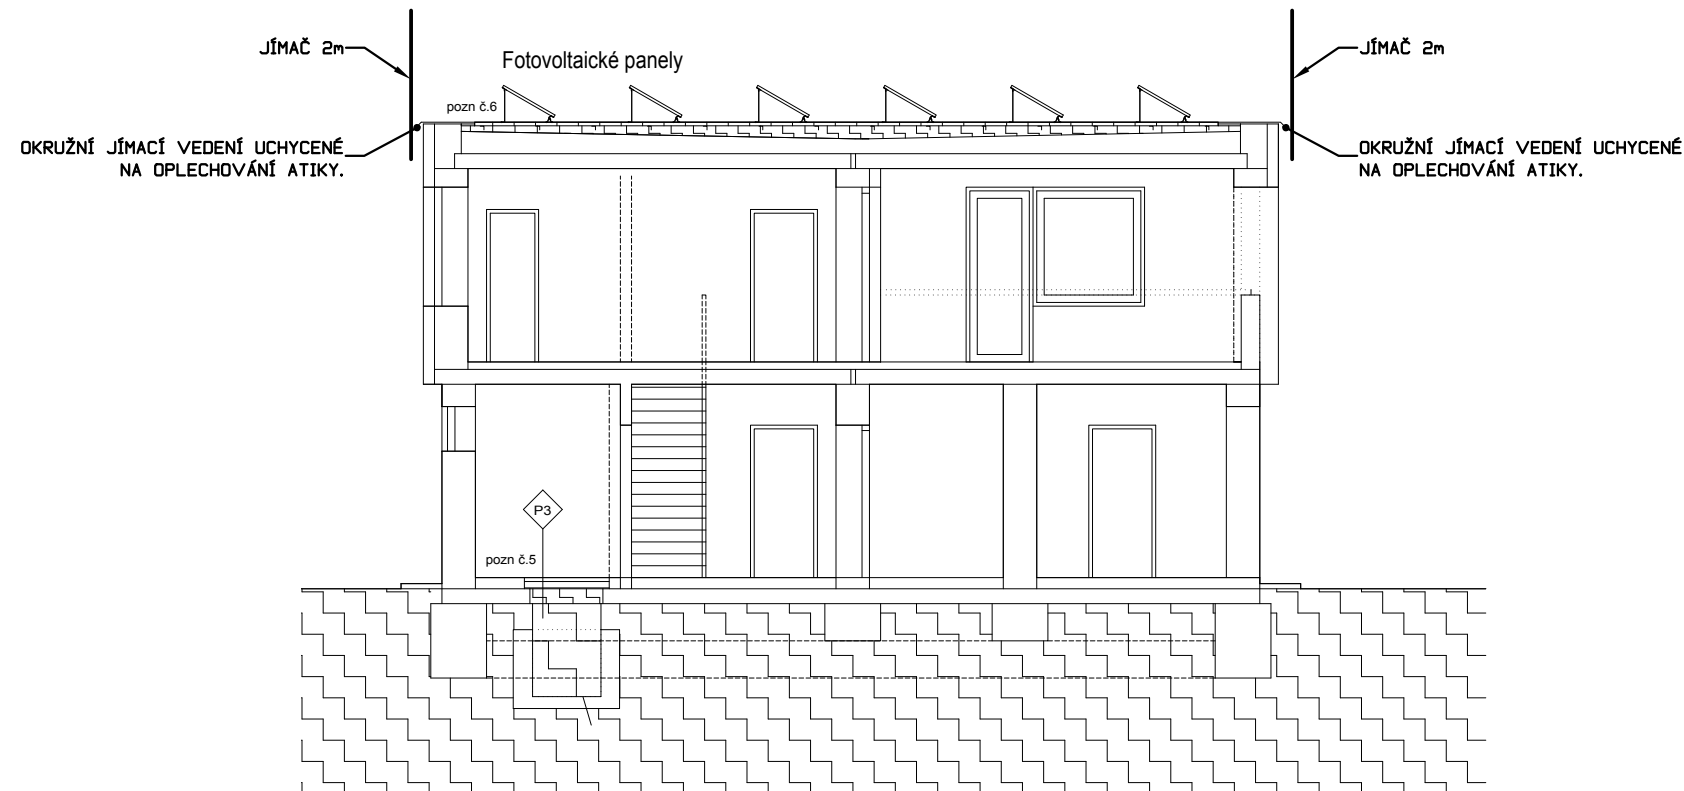 JÍMAČ 2m
JÍMAČ 2m
Fotovoltaické panely
pozn č.6
OKRUŽNÍ JÍMACÍ VEDENÍ UCHYCENÉ
NA OPLECHOVÁNÍ ATIKY.
OKRUŽNÍ JÍMACÍ VEDENÍ UCHYCENÉ
NA OPLECHOVÁNÍ ATIKY.
P3
pozn č.5